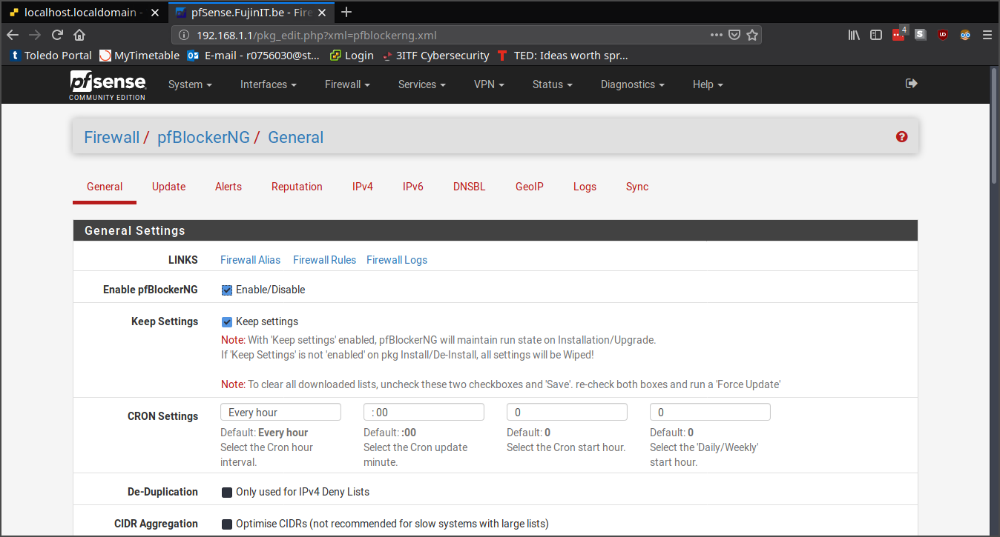 localhost.localdomain -
pfSense.FujinIT.be - Fire
192.168.1.1/pkg_edit.php?xml=pfblockerng.xml
4
S
t Toledo Portal
MyTimetable
E-mail - r0756030@st...
Login
3ITF Cybersecurity
T TED: Ideas worth spr...
pfsense
COMMUNITY EDITION
System
Interfaces
Firewall
Services
VPN
Status
Diagnostics
Help
Firewall / pfBlockerNG / General
?
General
Update
Alerts
Reputation
IPv4
IPv6
DNSBL
GeoIP
Logs
Sync
General Settings
LINKS
Firewall Alias Firewall Rules Firewall Logs
Enable pfBlockerNG
Enable/Disable
Keep Settings
Keep settings
Note: With 'Keep settings' enabled, pfBlockerNG will maintain run state on Installation/Upgrade.
If 'Keep Settings' is not 'enabled' on pkg Install/De-Install, all settings will be Wiped!
Note: To clear all downloaded lists, uncheck these two checkboxes and 'Save'. re-check both boxes and run a 'Force Update'
CRON Settings
Every hour
Default: Every hour
Select the Cron hour
interval.
: 00
Default: :00
Select the Cron update
minute.
0
Default: 0
Select the Cron start hour.
0
Default: 0
Select the 'Daily/Weekly'
start hour.
De-Duplication
Only used for IPv4 Deny Lists
CIDR Aggregation
Optimise CIDRs (not recommended for slow systems with large lists)